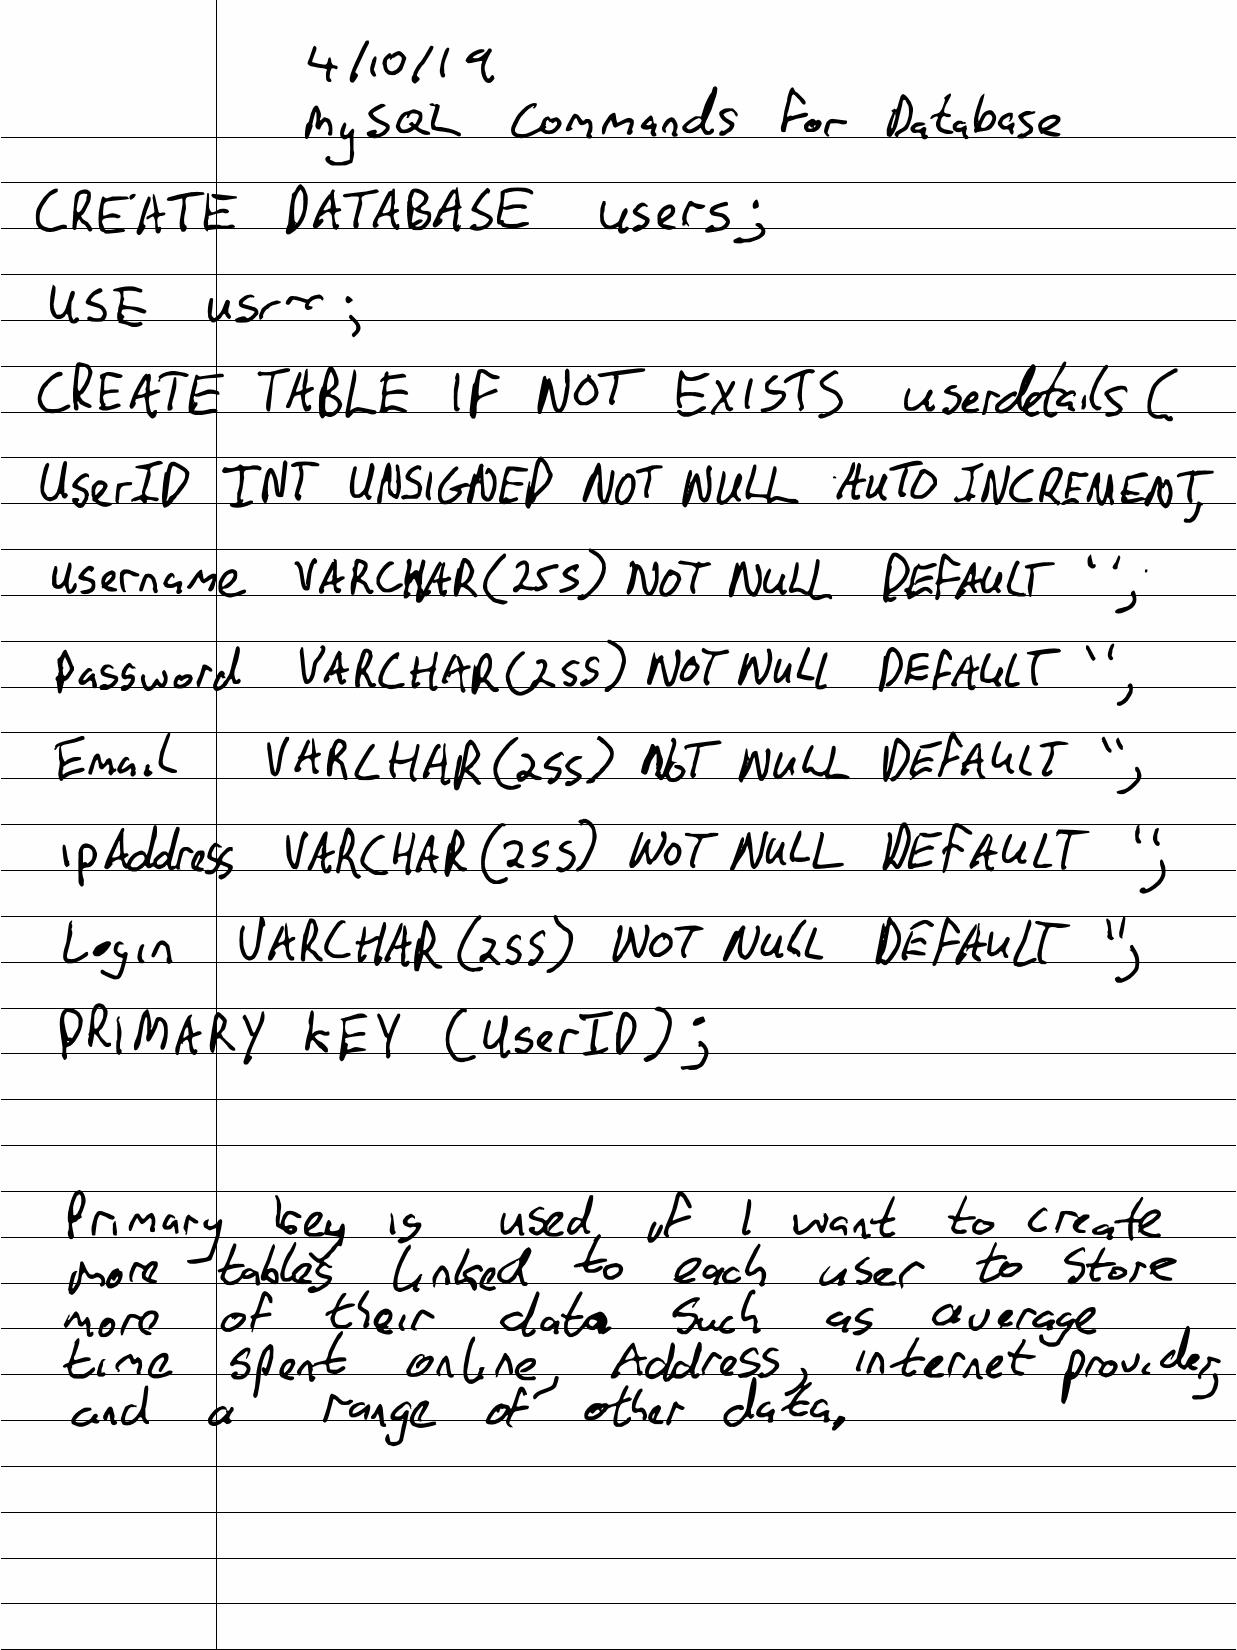 4/10/19
MySQL Commands For Database
CREATE DATABASE users;
USE ;
CREATE TABLE IF NOT EXISTS userdetails (
UserID INT UNSIGNED NOT NULL AUTO INCREMENT,
username VARCHAR(255) NOT NULL DEFAULT '',
Password VARCHAR(255) NOT NULL DEFAULT '',
Email VARCHAR(255) NOT NULL DEFAULT '',
ipAddress VARCHAR(255) NOT NULL DEFAULT '',
Login VARCHAR(255) NOT NULL DEFAULT '',
PRIMARY KEY (UserID);
Primary key is used, if I want to create
more tables linked to each user to store
more of their data such as average
time spent online, Address, internet provider,
and a range of other data.